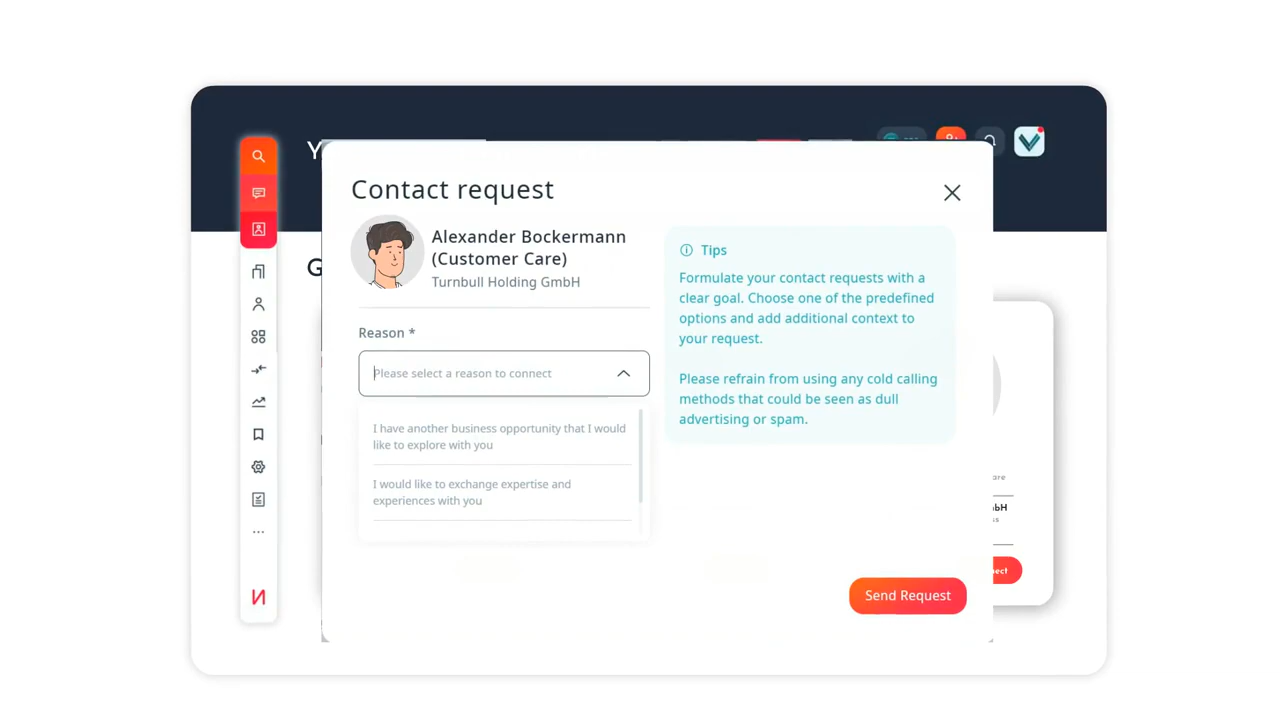 Contact request
Alexander Bockermann
(Customer Care)
Turnbull Holding GmbH
Reason *
Please select a reason to connect
I have another business opportunity that I would
like to explore with you
I would like to exchange expertise and
experiences with you
Tips
Formulate your contact requests with a
clear goal. Choose one of the predefined
options and add additional context to
your request.
Please refrain from using any cold calling
methods that could be seen as dull
advertising or spam.
Send Request